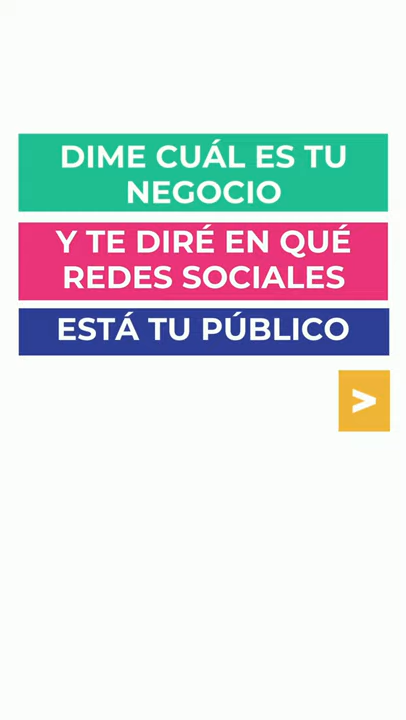 DIME CUÁL ES TU
NEGOCIO
Y TE DIRÉ EN QUÉ
REDES SOCIALES
ESTÁ TU PÚBLICO
>